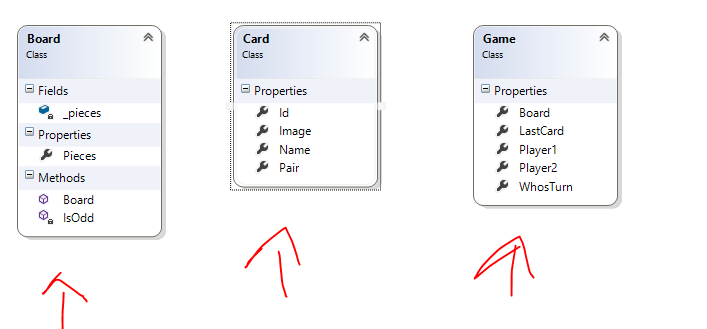 Board
Class
Fields
_pieces
Properties
Pieces
Methods
Board
IsOdd
Card
Class
Properties
Id
Image
Name
Pair
Game
Class
Properties
Board
LastCard
Player1
Player2
WhosTurn